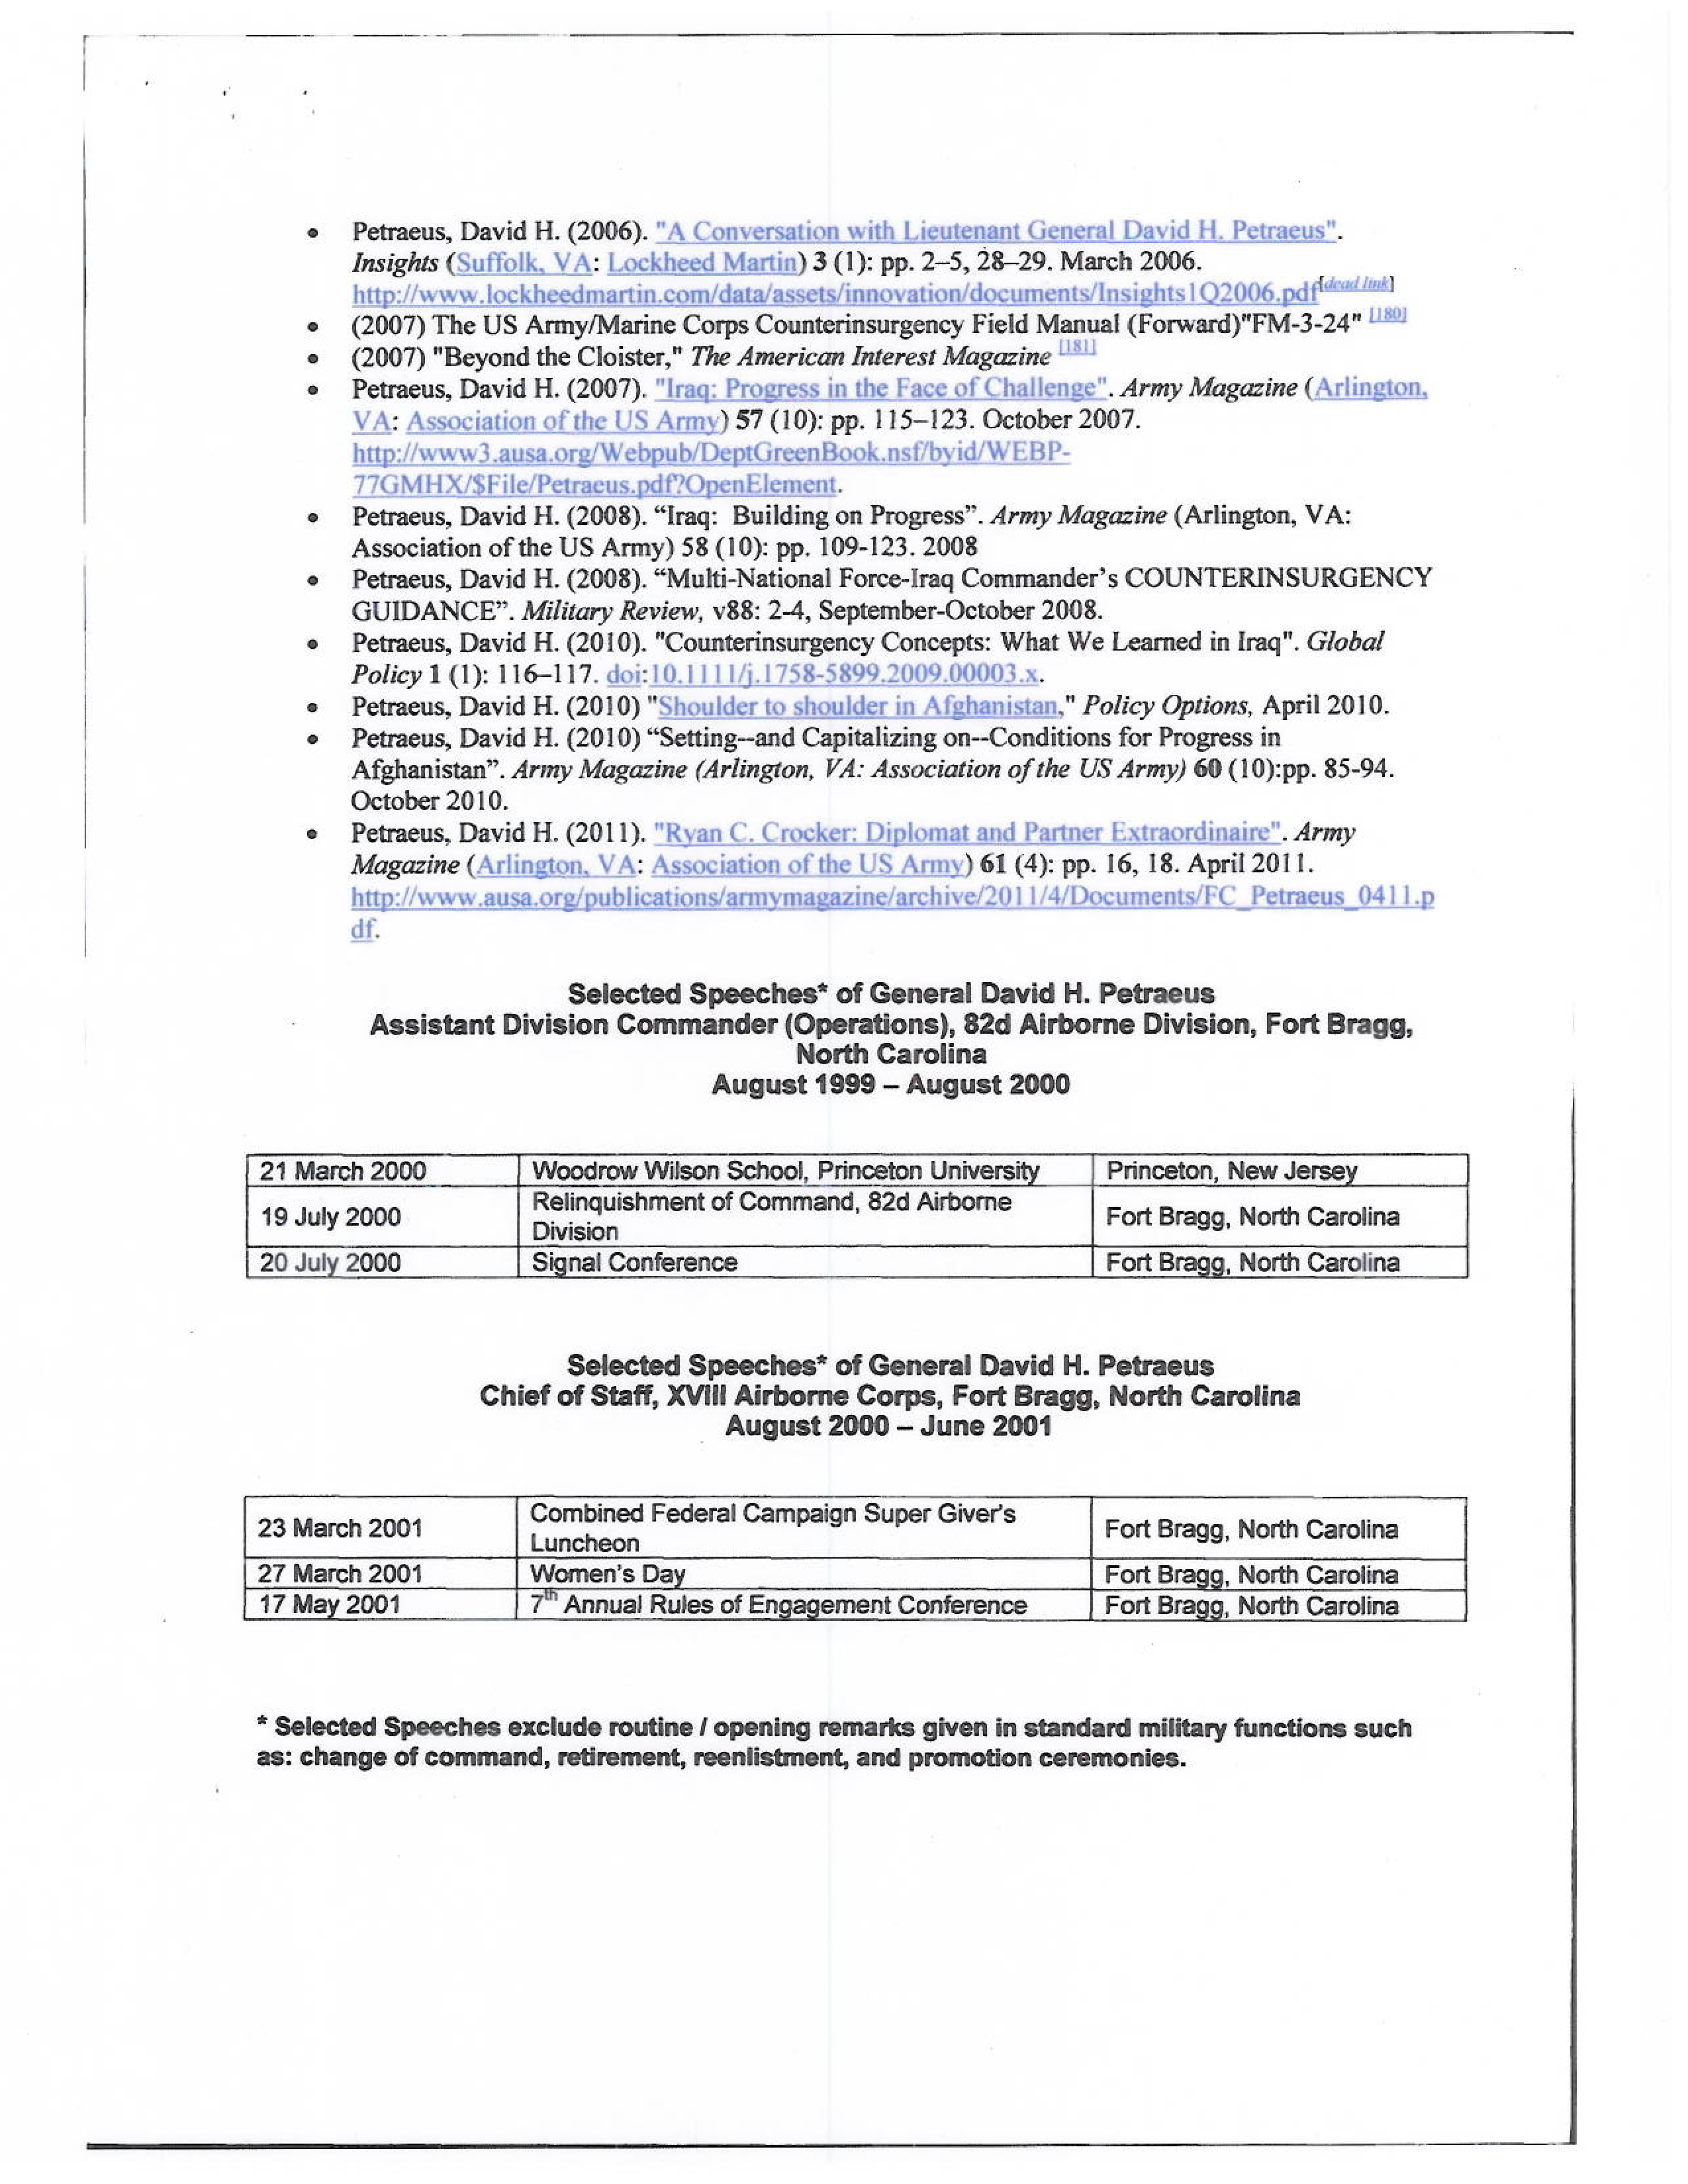 • Petraeus, David H. (2006). "A Conversation with Lieutenant General David H. Petraeus".
Insights (Suffolk, VA: Lockheed Martin) 3 (1): pp. 2–5, 28–29. March 2006.
http://www.lockheedmartin.com/data/assets/innovation/documents/Insights1Q2006.pdf[dead link]
• (2007) The US Army/Marine Corps Counterinsurgency Field Manual (Forward)"FM-3-24" [180]
• (2007) "Beyond the Cloister," The American Interest Magazine [181]
• Petraeus, David H. (2007). "Iraq: Progress in the Face of Challenge". Army Magazine (Arlington,
VA: Association of the US Army) 57 (10): pp. 115–123. October 2007.
http://www3.ausa.org/Webpub/DeptGreenBook.nsf/byid/WEBP-
77GMHX/$File/Petraeus.pdf?OpenElement.
• Petraeus, David H. (2008). “Iraq: Building on Progress”. Army Magazine (Arlington, VA:
Association of the US Army) 58 (10): pp. 109-123. 2008
• Petraeus, David H. (2008). “Multi-National Force-Iraq Commander’s COUNTERINSURGENCY
GUIDANCE”. Military Review, v88: 2-4, September-October 2008.
• Petraeus, David H. (2010). "Counterinsurgency Concepts: What We Learned in Iraq". Global
Policy 1 (1): 116–117. doi:10.1111/j.1758-5899.2009.00003.x.
• Petraeus, David H. (2010) "Shoulder to shoulder in Afghanistan," Policy Options, April 2010.
• Petraeus, David H. (2010) “Setting--and Capitalizing on--Conditions for Progress in
Afghanistan”. Army Magazine (Arlington, VA: Association of the US Army) 60 (10):pp. 85-94.
October 2010.
• Petraeus, David H. (2011). "Ryan C. Crocker: Diplomat and Partner Extraordinaire". Army
Magazine (Arlington, VA: Association of the US Army) 61 (4): pp. 16, 18. April 2011.
http://www.ausa.org/publications/armymagazine/archive/2011/4/Documents/FC_Petraeus_0411.p
df.
Selected Speeches* of General David H. Petraeus
Assistant Division Commander (Operations), 82d Airborne Division, Fort Bragg,
North Carolina
August 1999 – August 2000
21 March 2000 Woodrow Wilson School, Princeton University Princeton, New Jersey
19 July 2000 Relinquishment of Command, 82d Airborne
Division Fort Bragg, North Carolina
20 July 2000 Signal Conference Fort Bragg, North Carolina
Selected Speeches* of General David H. Petraeus
Chief of Staff, XVIII Airborne Corps, Fort Bragg, North Carolina
August 2000 – June 2001
23 March 2001 Combined Federal Campaign Super Giver's
Luncheon Fort Bragg, North Carolina
27 March 2001 Women's Day Fort Bragg, North Carolina
17 May 2001 7th Annual Rules of Engagement Conference Fort Bragg, North Carolina
* Selected Speeches exclude routine / opening remarks given in standard military functions such
as: change of command, retirement, reenlistment, and promotion ceremonies.